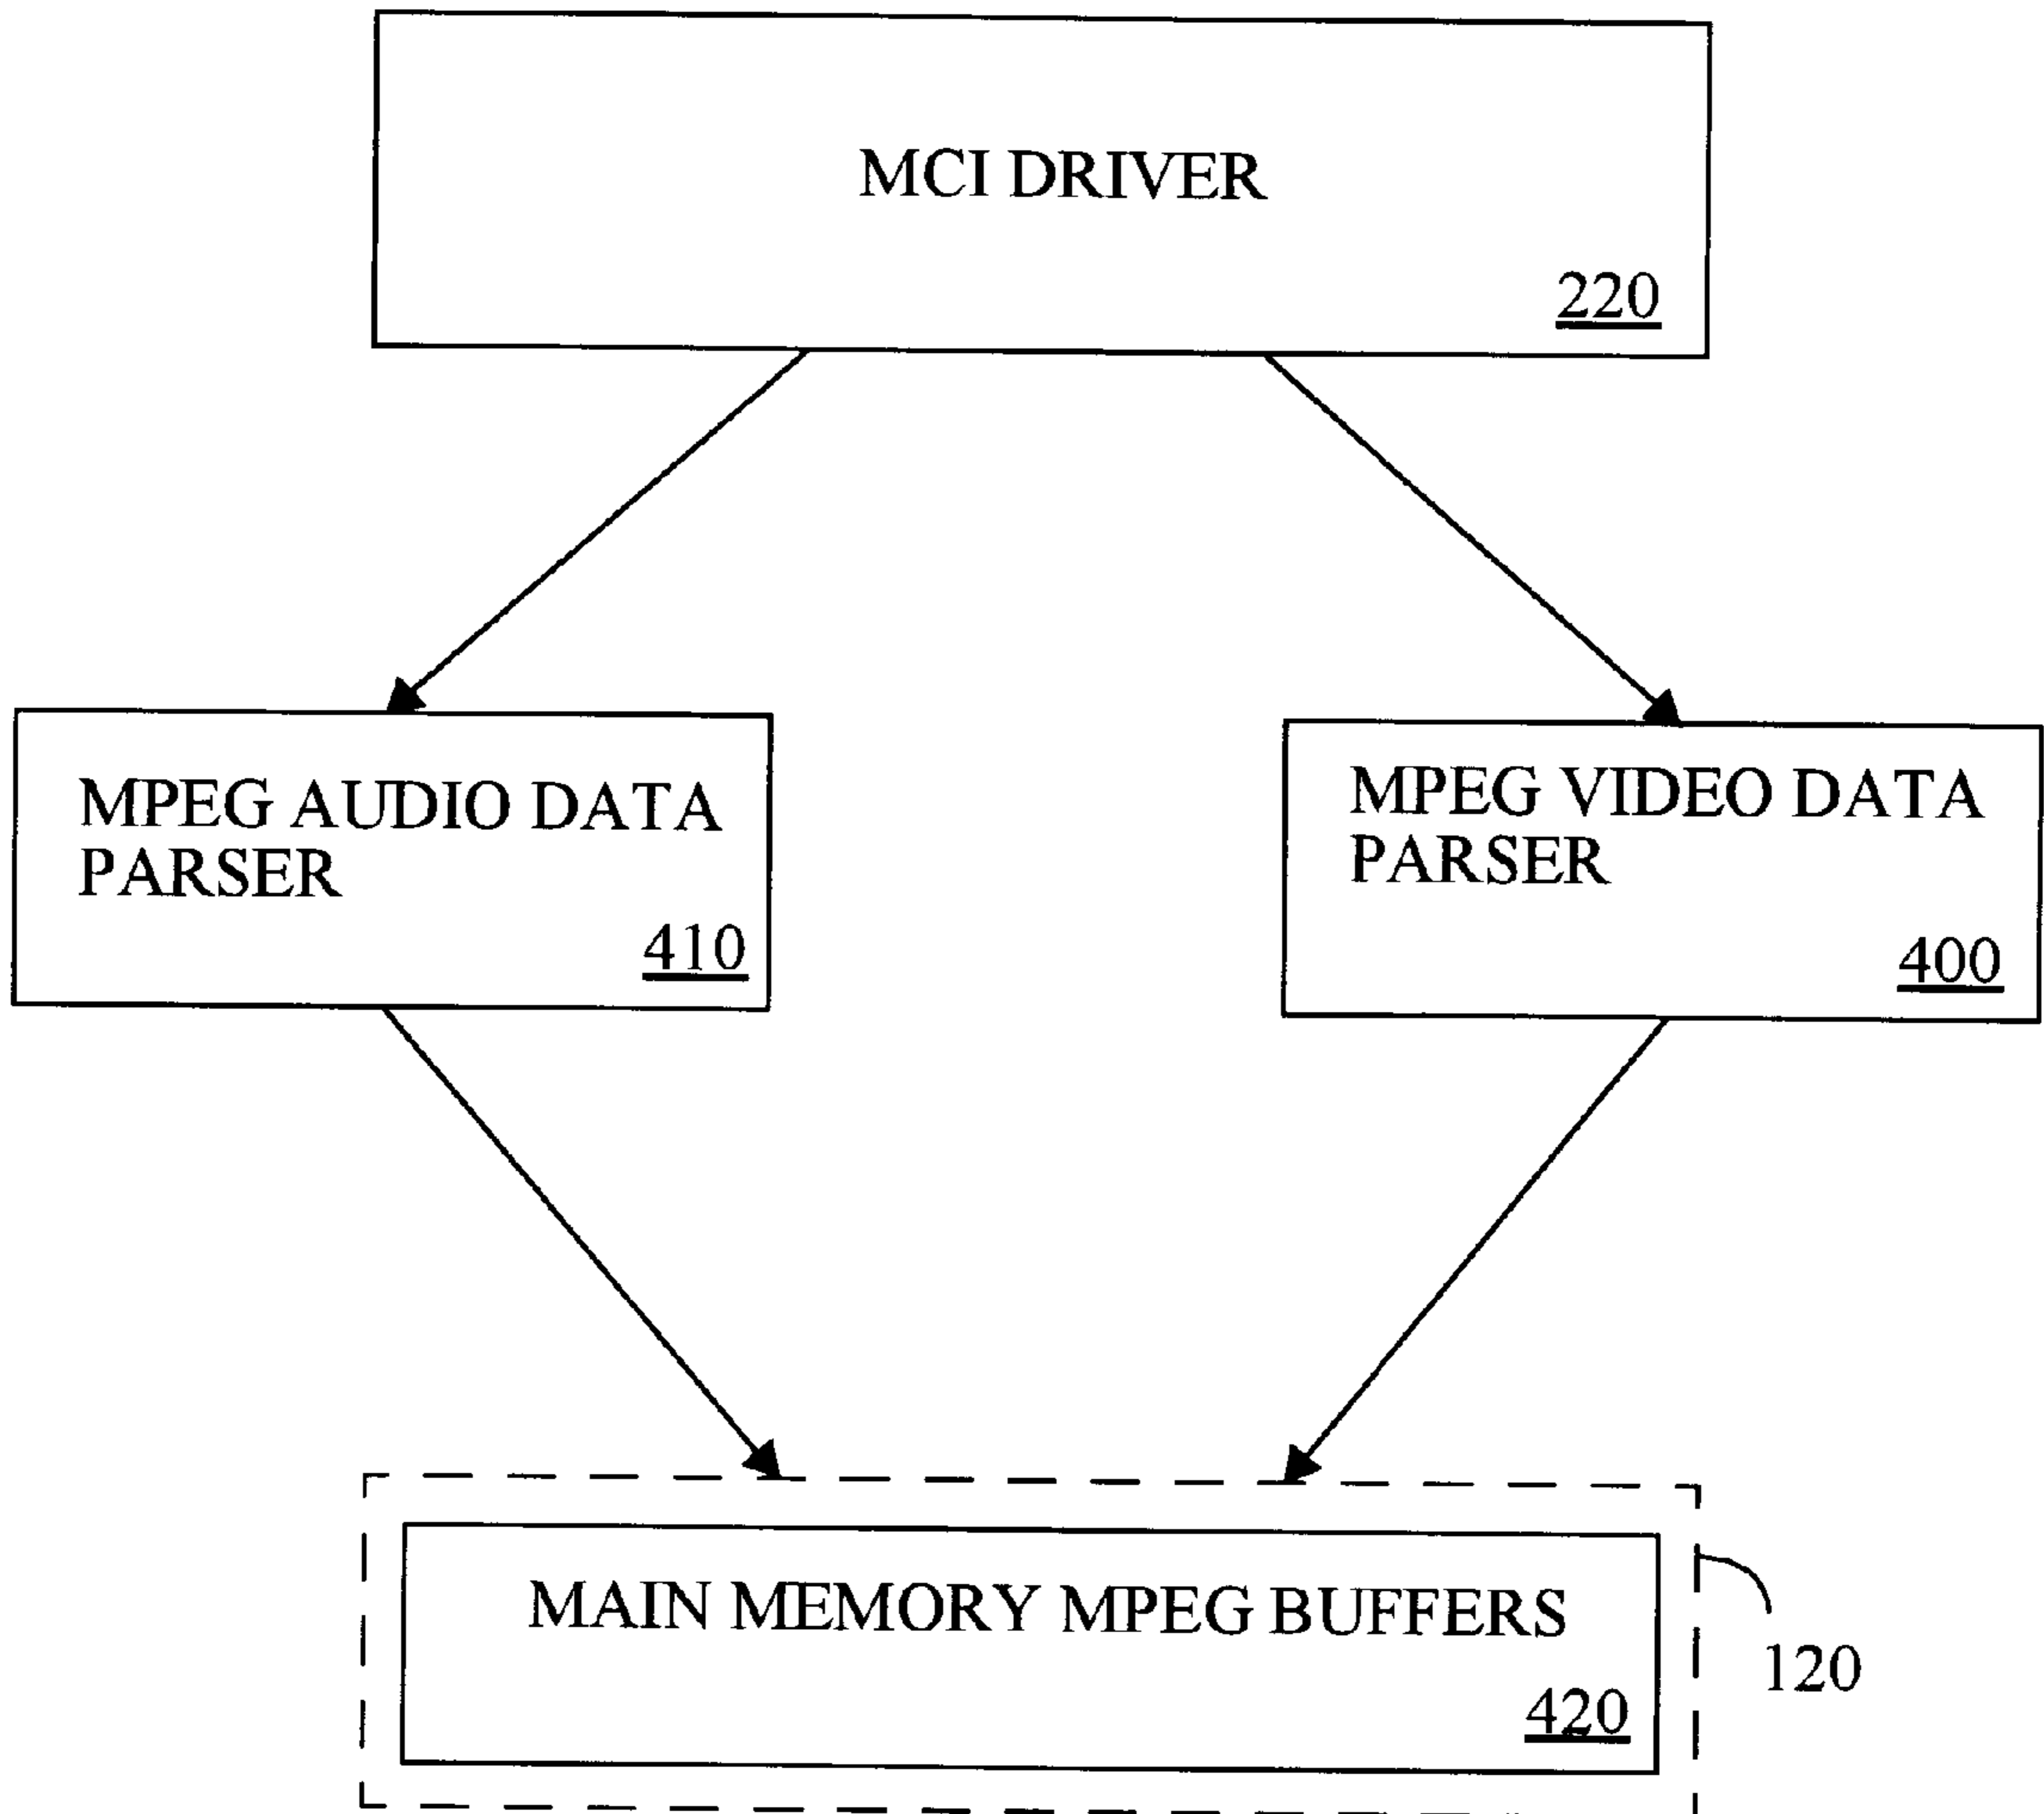 MCI DRIVER
220
MPEG AUDIO DATA
PARSER
410
MPEG VIDEO DATA
PARSER
400
MAIN MEMORY MPEG BUFFERS
420
120